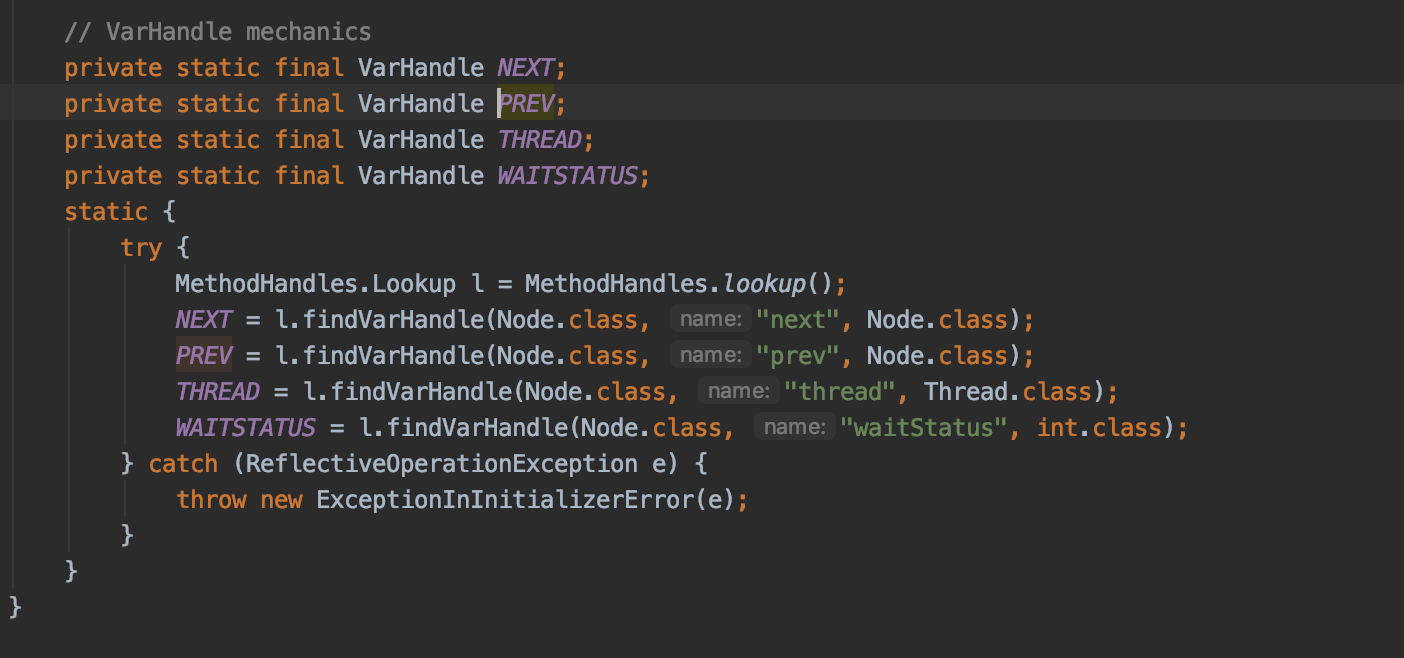 // VarHandle mechanics
private static final VarHandle NEXT;
private static final VarHandle PREV;
private static final VarHandle THREAD;
private static final VarHandle WAITSTATUS;
static {
try {
MethodHandles.Lookup l = MethodHandles.lookup();
NEXT = l.findVarHandle(Node.class, name: "next", Node.class);
PREV = l.findVarHandle(Node.class, name: "prev", Node.class);
THREAD = l.findVarHandle(Node.class, name: "thread", Thread.class);
WAITSTATUS = l.findVarHandle(Node.class, name: "waitStatus", int.class);
} catch (ReflectiveOperationException e) {
throw new ExceptionInInitializerError(e);
}
}
}